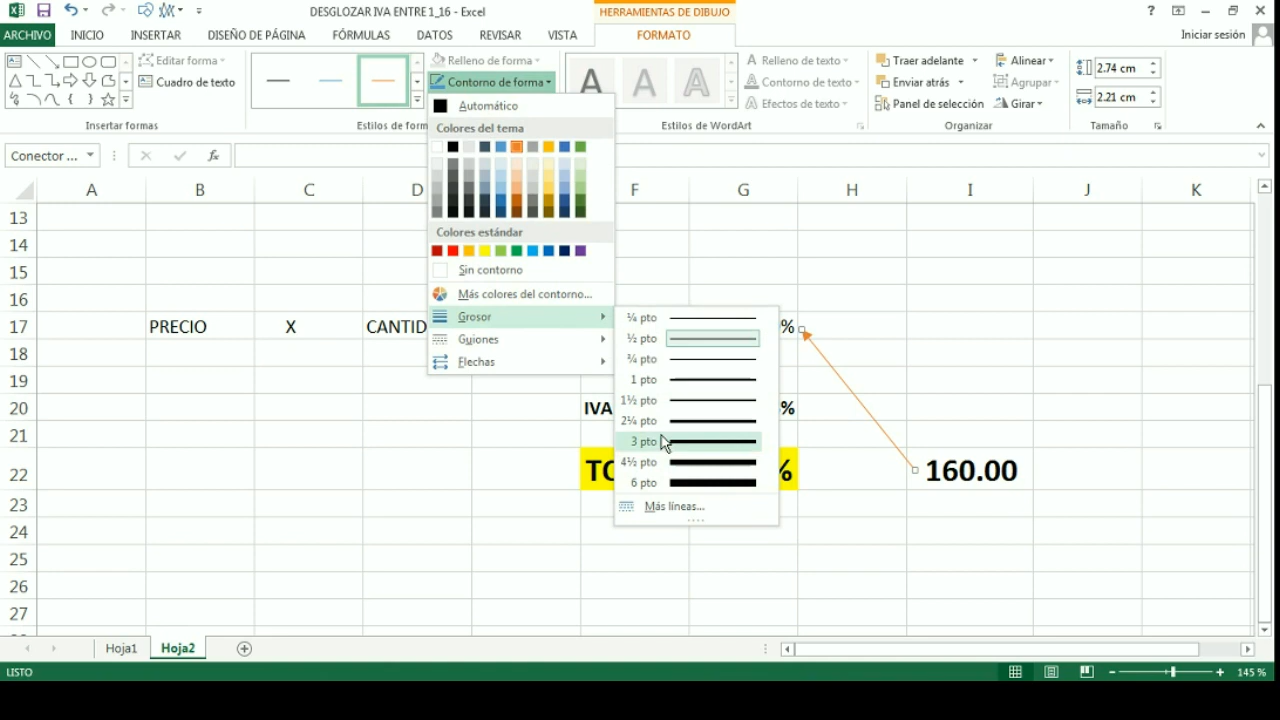 DESGLOZAR IVA ENTRE 1_16 - Excel
HERRAMIENTAS DE DIBUJO
?
ARCHIVO INICIO INSERTAR DISEÑO DE PÁGINA FÓRMULAS DATOS REVISAR VISTA FORMATO Iniciar sesión
Editar forma
Cuadro de texto
Insertar formas
Relleno de forma
Contorno de forma
Estilos de form
A A A
Estilos de WordArt
Relleno de texto
Contorno de texto
Efectos de texto
Traer adelante
Enviar atrás
Panel de selección
Alinear
Agrupar
Girar
Organizar
2.74 cm
2.21 cm
Tamaño
Conector ...
fx
Automático
Colores del tema
Colores estándar
Sin contorno
Más colores del contorno...
Grosor
Guiones
Flechas
¼ pto
½ pto
¾ pto
1 pto
1½ pto
2¼ pto
3 pto
4½ pto
6 pto
Más líneas...
A B C D F G H I J K
13
14
15
16
17 PRECIO X CANTID %
18
19
20 IVA %
21
22 TO % 160.00
23
24
25
26
27
Hoja1 Hoja2
LISTO 145 %